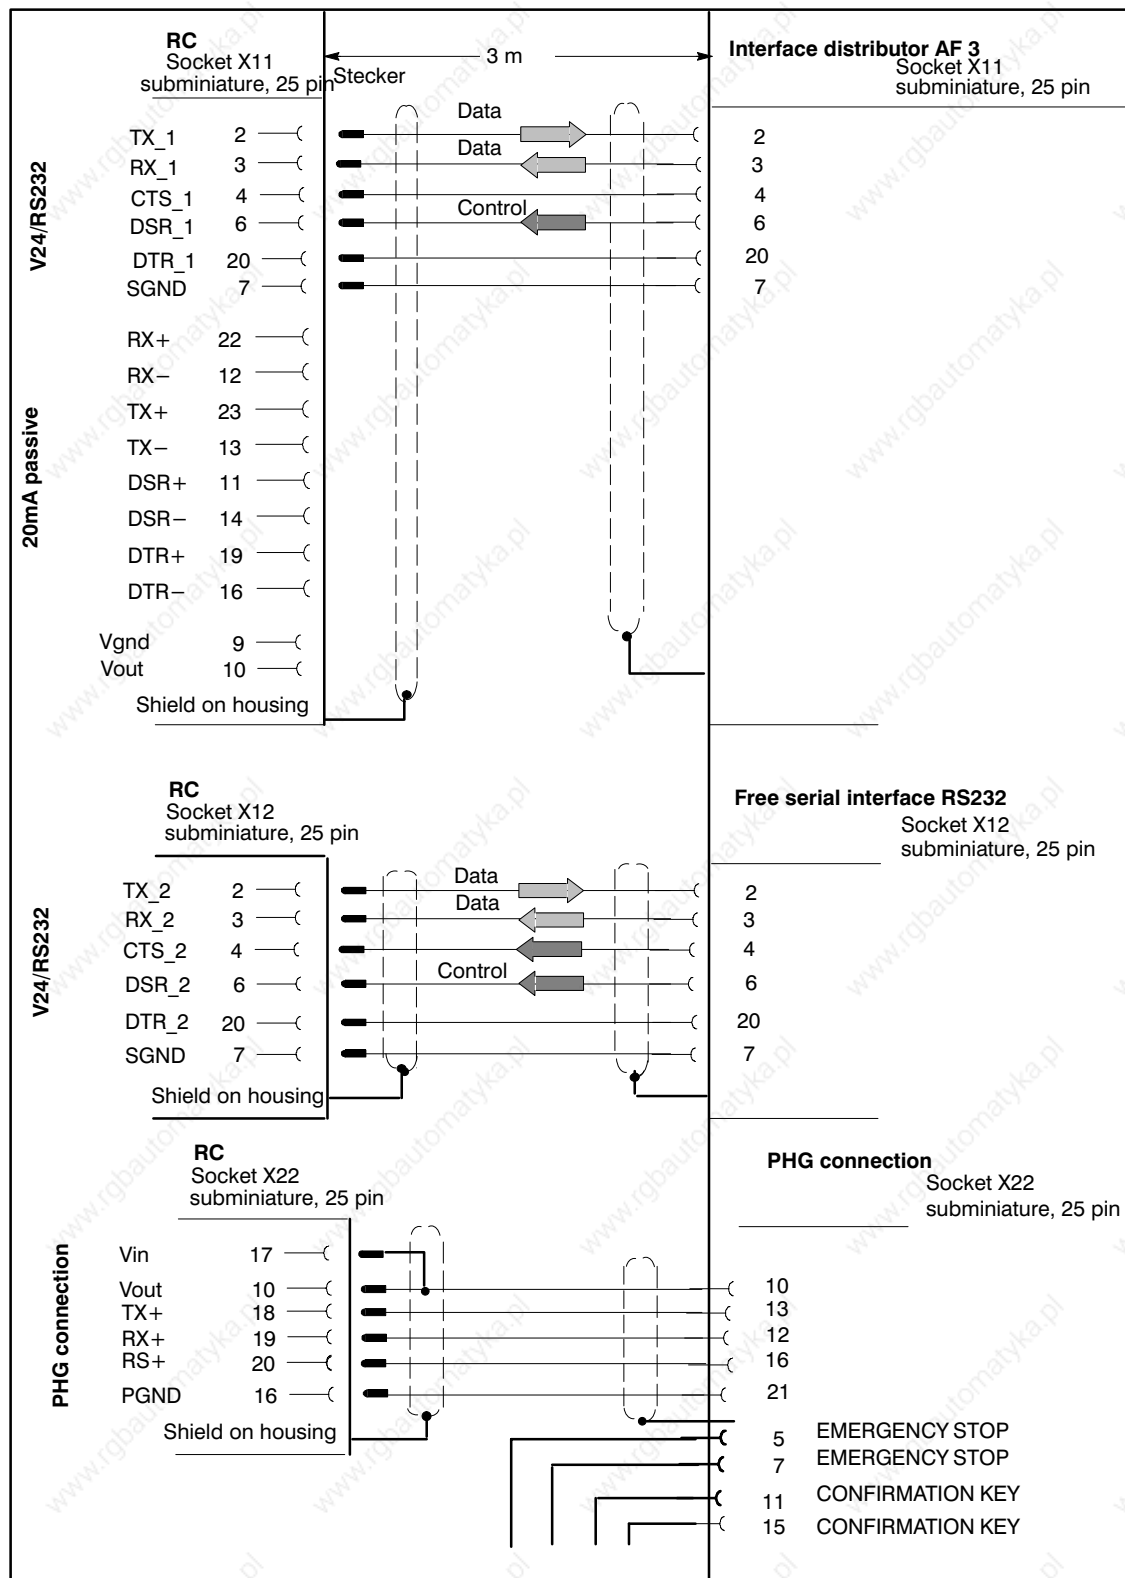 RC
Socket X11
subminiature, 25 pin
Stecker
3 m
Interface distributor AF 3
Socket X11
subminiature, 25 pin
V24/RS232
TX_1 2 Data 2
RX_1 3 Data 3
CTS_1 4 4
DSR_1 6 Control 6
DTR_1 20 20
SGND 7 7
20mA passive
RX+ 22
RX− 12
TX+ 23
TX− 13
DSR+ 11
DSR− 14
DTR+ 19
DTR− 16
Vgnd 9
Vout 10
Shield on housing
RC
Socket X12
subminiature, 25 pin
Free serial interface RS232
Socket X12
subminiature, 25 pin
V24/RS232
TX_2 2 Data 2
RX_2 3 Data 3
CTS_2 4 4
DSR_2 6 Control 6
DTR_2 20 20
SGND 7 7
Shield on housing
RC
Socket X22
subminiature, 25 pin
PHG connection
Socket X22
subminiature, 25 pin
PHG connection
Vin 17
Vout 10 10
TX+ 18 13
RX+ 19 12
RS+ 20 16
PGND 16 21
Shield on housing
5 EMERGENCY STOP
7 EMERGENCY STOP
11 CONFIRMATION KEY
15 CONFIRMATION KEY
www.rgbautomatyka.pl